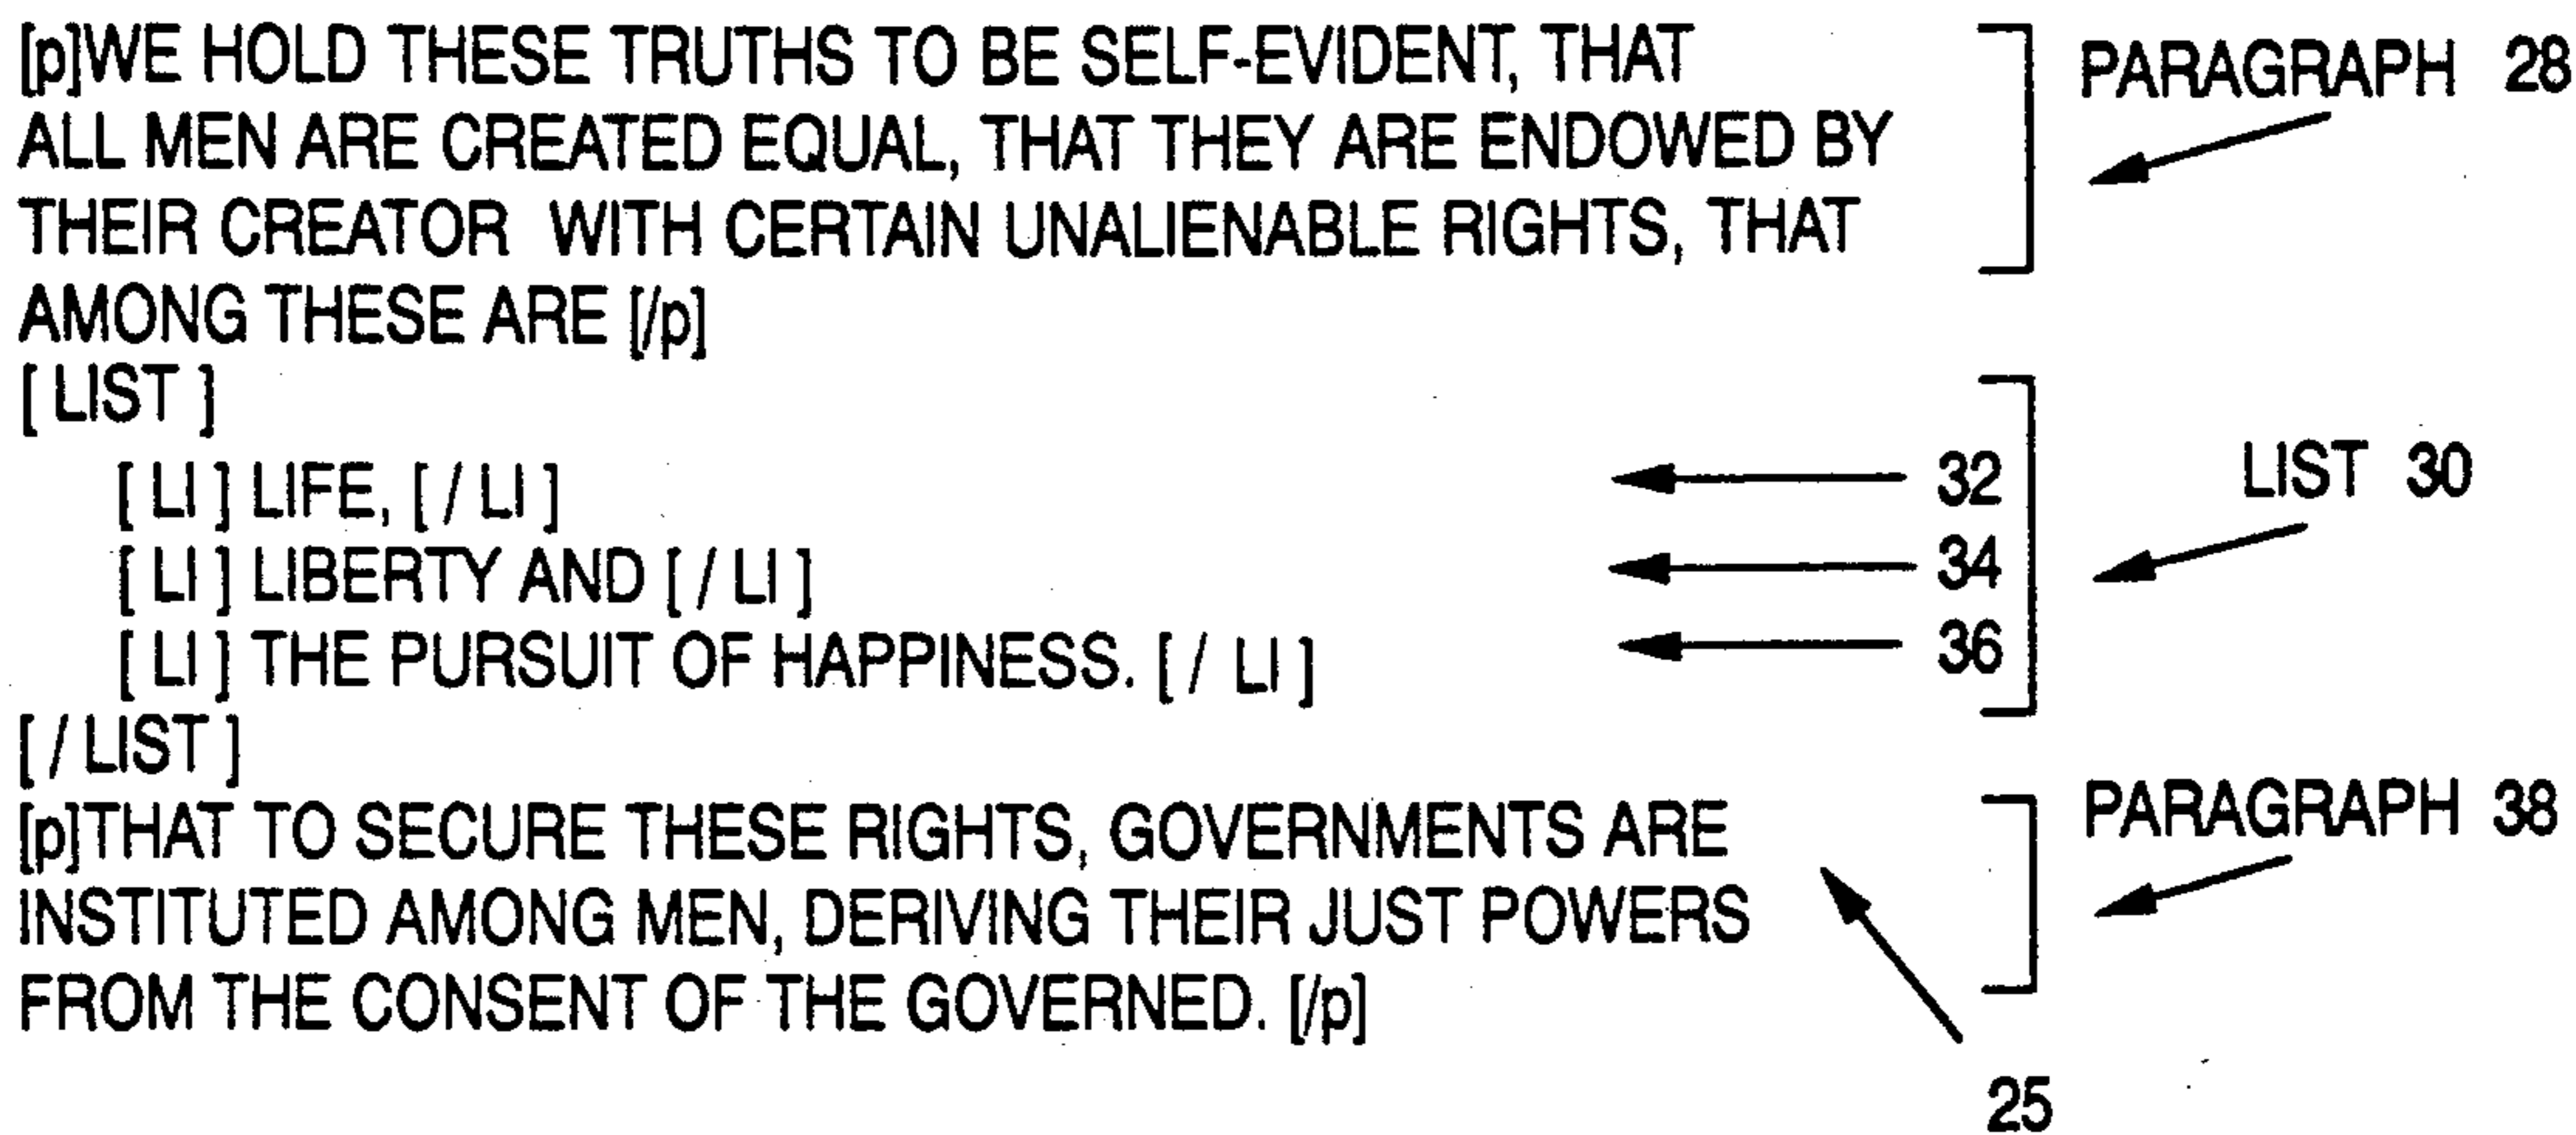 [p]WE HOLD THESE TRUTHS TO BE SELF-EVIDENT, THAT
ALL MEN ARE CREATED EQUAL, THAT THEY ARE ENDOWED BY
THEIR CREATOR WITH CERTAIN UNALIENABLE RIGHTS, THAT
AMONG THESE ARE [/p]
PARAGRAPH 28
[ LIST ]
[ LI ] LIFE, [ / LI ] 32
[ LI ] LIBERTY AND [ / LI ] 34
[ LI ] THE PURSUIT OF HAPPINESS. [ / LI ] 36
[ / LIST ]
LIST 30
[p]THAT TO SECURE THESE RIGHTS, GOVERNMENTS ARE
INSTITUTED AMONG MEN, DERIVING THEIR JUST POWERS
FROM THE CONSENT OF THE GOVERNED. [/p]
PARAGRAPH 38
25